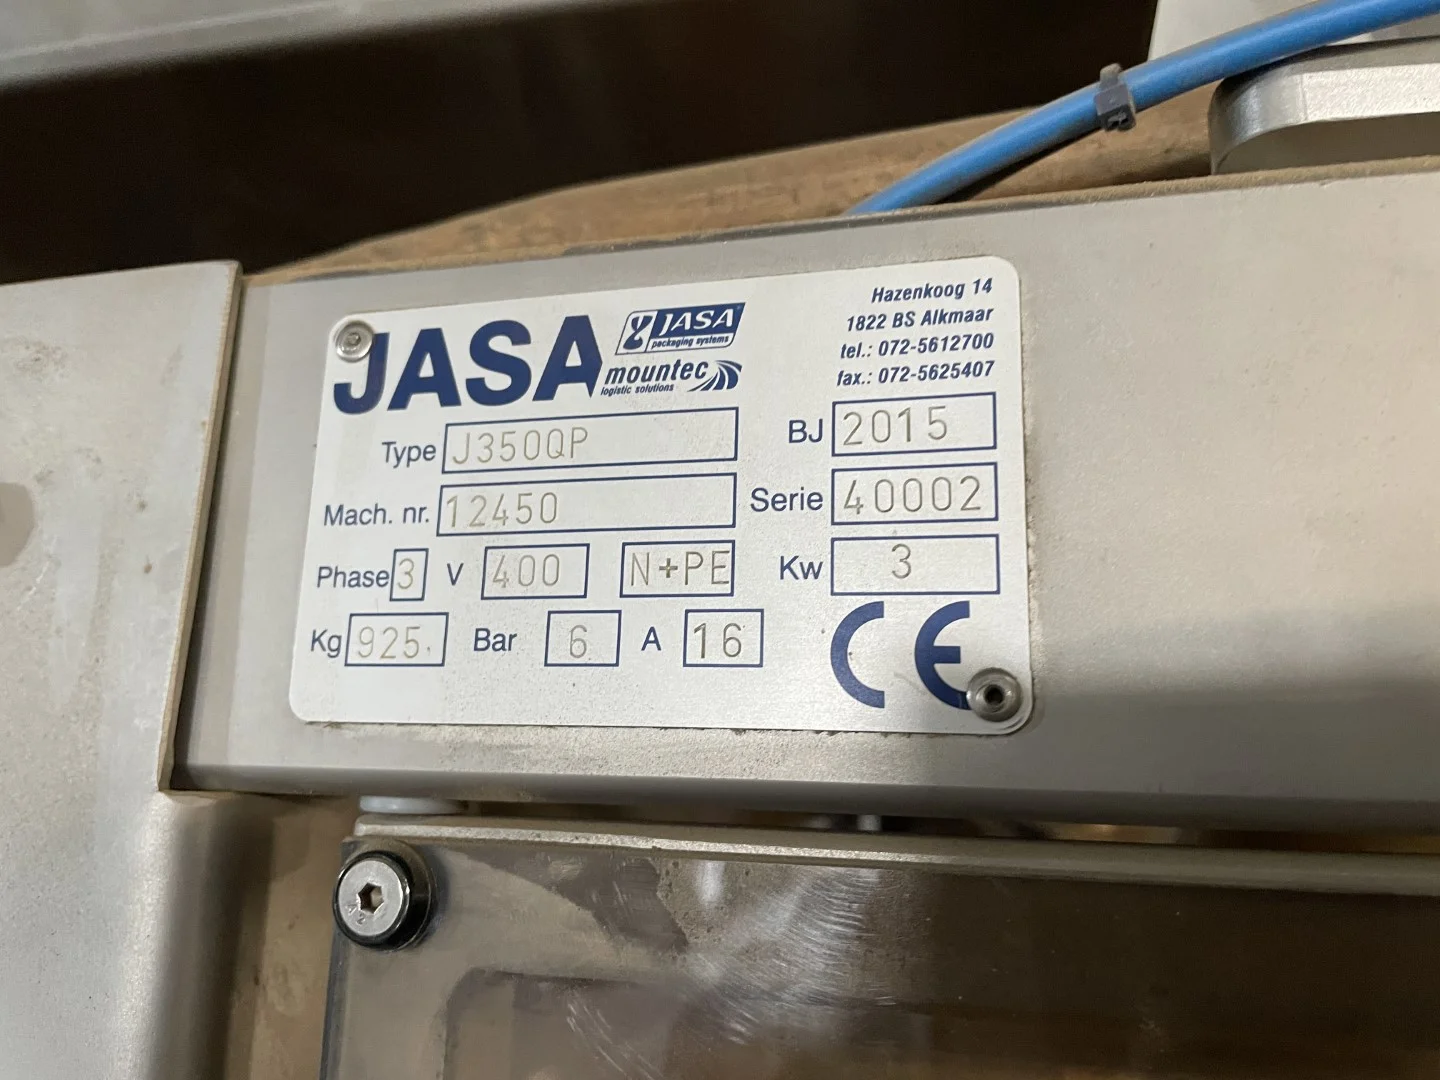 JASA
JASA
packaging systems
mountec
logistic solutions
Hazenkoog 14
1822 BS Alkmaar
tel.: 072-5612700
fax.: 072-5625407
Type J350QP BJ 2015
Mach. nr. 12450 Serie 40002
Phase 3 V 400 N+PE Kw 3
Kg 925. Bar 6 A 16
CE